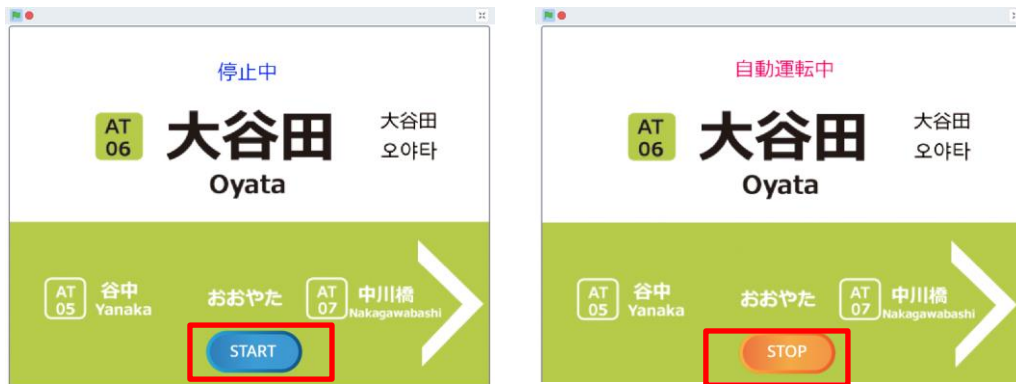 停止中
AT
06
大谷田
Oyata
大谷田
오야타
AT
05
谷中
Yanaka
おおやた
AT
07
中川橋
Nakagawabashi
START
自動運転中
AT
06
大谷田
Oyata
大谷田
오야타
AT
05
谷中
Yanaka
おおやた
AT
07
中川橋
Nakagawabashi
STOP